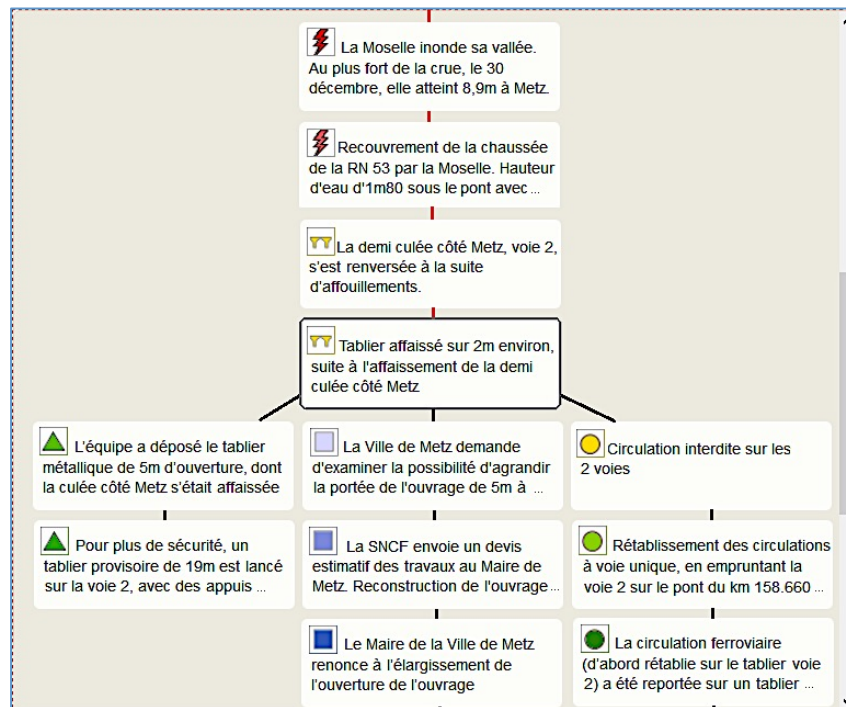 La Moselle inonde sa vallée.
Au plus fort de la crue, le 30
décembre, elle atteint 8,9m à Metz.
Recouvrement de la chaussée
de la RN 53 par la Moselle. Hauteur
d'eau d'1m80 sous le pont avec ...
La demi culée côté Metz, voie 2,
s'est renversée à la suite
d'affouillements.
Tablier affaissé sur 2m environ,
suite à l'affaissement de la demi
culée côté Metz
L'équipe a déposé le tablier
métallique de 5m d'ouverture, dont
la culée côté Metz s'était affaissée
La Ville de Metz demande
d'examiner la possibilité d'agrandir
la portée de l'ouvrage de 5m à ...
Circulation interdite sur les
2 voies
Pour plus de sécurité, un
tablier provisoire de 19m est lancé
sur la voie 2, avec des appuis ...
La SNCF envoie un devis
estimatif des travaux au Maire de
Metz. Reconstruction de l'ouvrage ...
Rétablissement des circulations
à voie unique, en empruntant la
voie 2 sur le pont du km 158.660 ...
Le Maire de la Ville de Metz
renonce à l'élargissement de
l'ouverture de l'ouvrage
La circulation ferroviaire
(d'abord rétablie sur le tablier voie
2) a été reportée sur un tablier ...